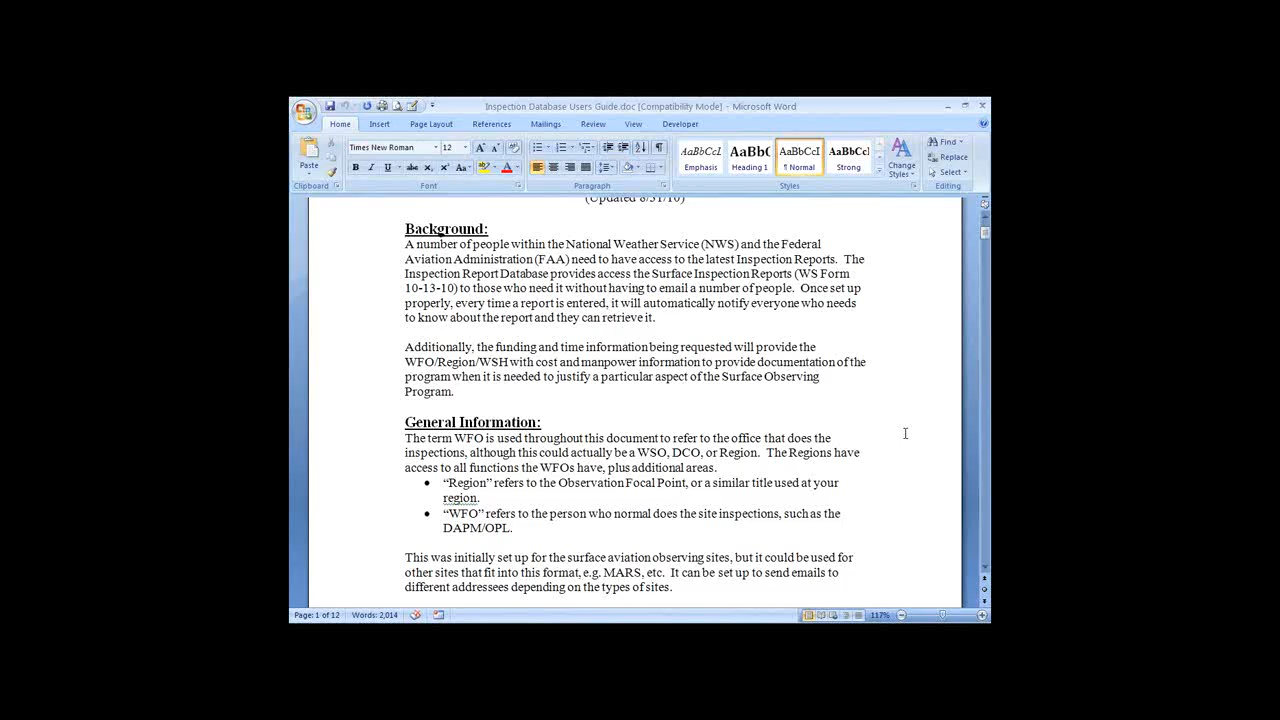 Inspection Database Users Guide.doc [Compatibility Mode] - Microsoft Word
Home Insert Page Layout References Mailings Review View Developer
Times New Roman 12
AaBbCcI AaBbC AaBbCcI AaBbCcl
Paste
Emphasis Heading 1 ¶ Normal Strong
Change Styles
Find
Replace
Select
Clipboard Font Paragraph Styles Editing
(Updated 8/31/10)
Background:
A number of people within the National Weather Service (NWS) and the Federal
Aviation Administration (FAA) need to have access to the latest Inspection Reports. The
Inspection Report Database provides access the Surface Inspection Reports (WS Form
10-13-10) to those who need it without having to email a number of people. Once set up
properly, every time a report is entered, it will automatically notify everyone who needs
to know about the report and they can retrieve it.
Additionally, the funding and time information being requested will provide the
WFO/Region/WSH with cost and manpower information to provide documentation of the
program when it is needed to justify a particular aspect of the Surface Observing
Program.
General Information:
The term WFO is used throughout this document to refer to the office that does the
inspections, although this could actually be a WSO, DCO, or Region. The Regions have
access to all functions the WFOs have, plus additional areas.
• “Region” refers to the Observation Focal Point, or a similar title used at your
region.
• “WFO” refers to the person who normal does the site inspections, such as the
DAPM/OPL.
This was initially set up for the surface aviation observing sites, but it could be used for
other sites that fit into this format, e.g. MARS, etc. It can be set up to send emails to
different addressees depending on the types of sites.
Page: 1 of 12 Words: 2,014 117%